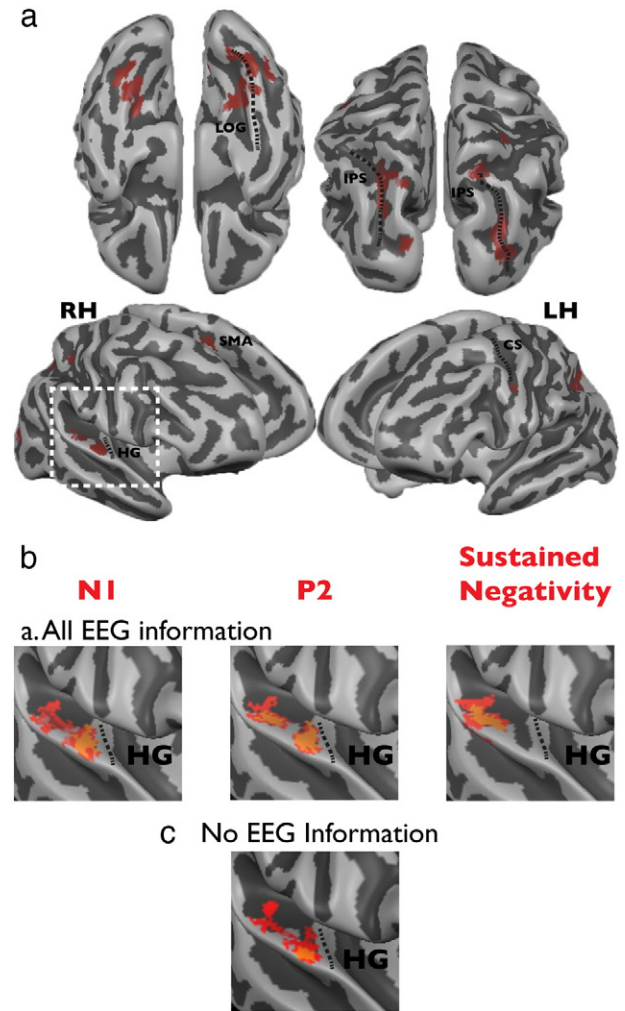 a
LOG
IPS
IPS
RH
LH
SMA
CS
HG
b
N1
P2
Sustained
Negativity
a. All EEG information
HG
HG
HG
c
No EEG Information
HG